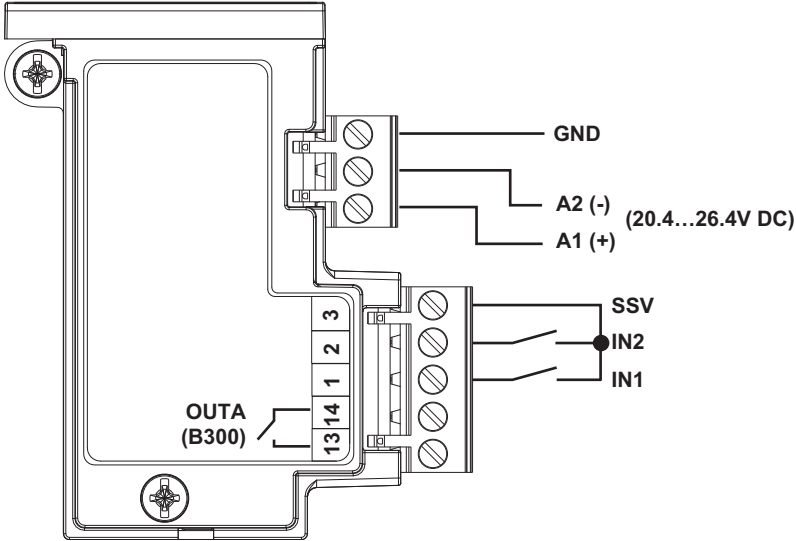 GND
A2 (-)
(20.4...26.4V DC)
A1 (+)
SSV
IN2
IN1
3
2
1
14
13
OUTA
(B300)